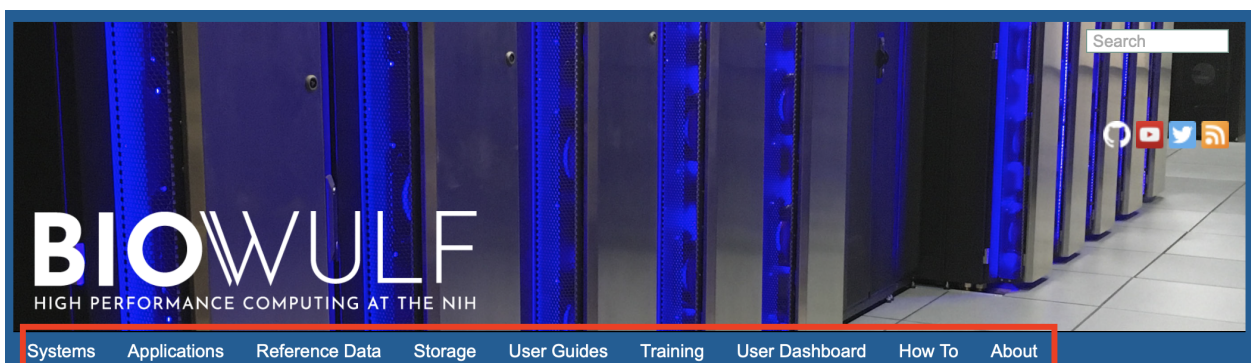 Search
BIOWULF
HIGH PERFORMANCE COMPUTING AT THE NIH
Systems Applications Reference Data Storage User Guides Training User Dashboard How To About